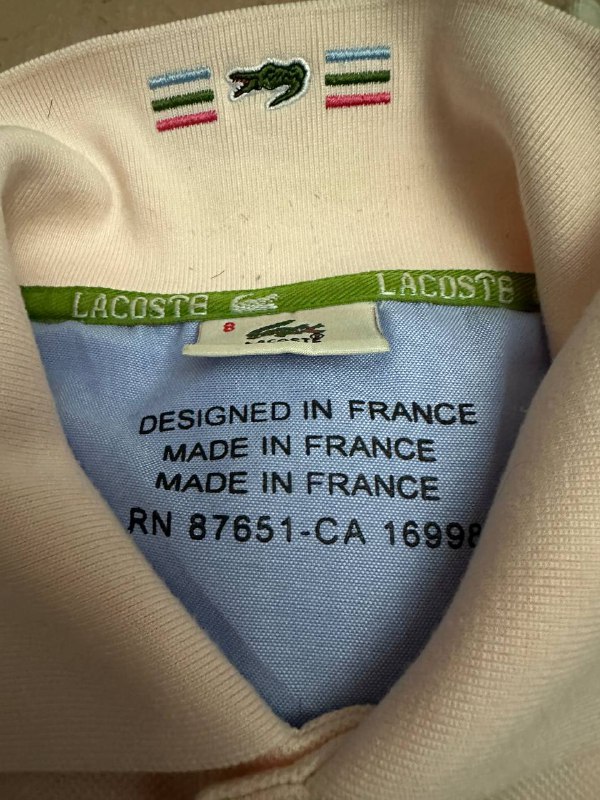 LACOSTE LACOSTE
8
LACOSTE
DESIGNED IN FRANCE
MADE IN FRANCE
MADE IN FRANCE
RN 87651-CA 16998